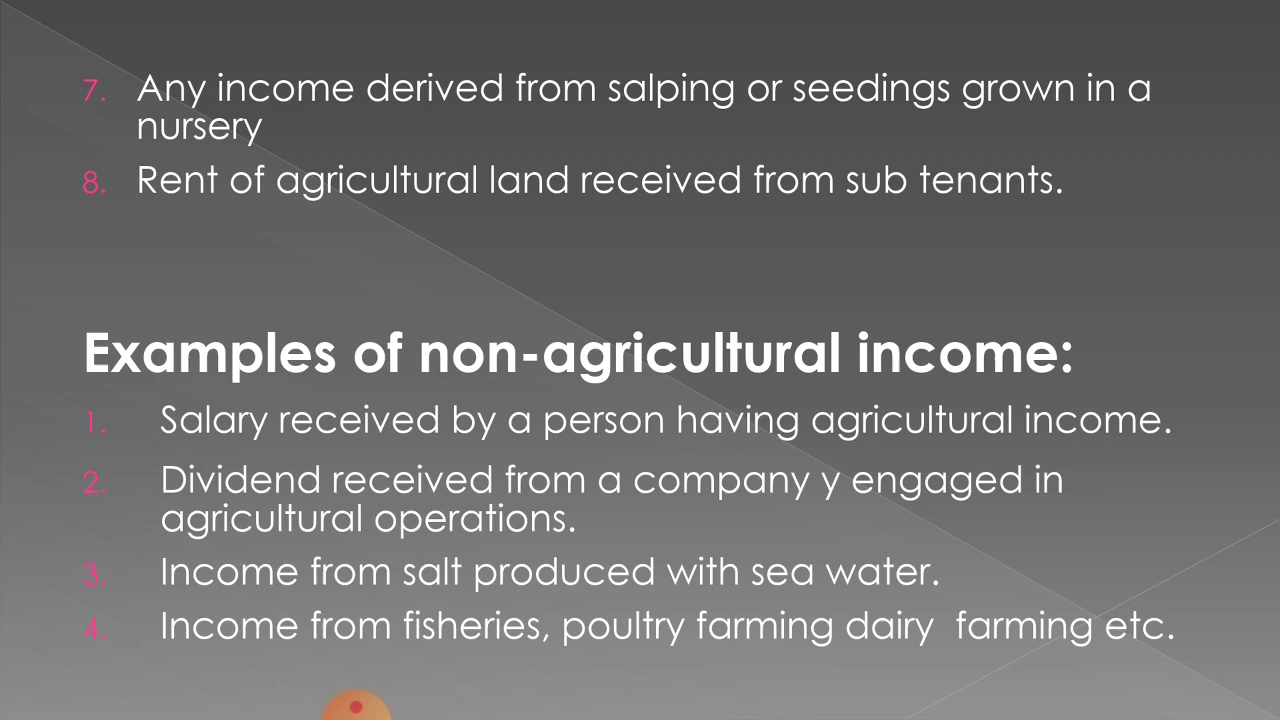 7. Any income derived from salping or seedings grown in a
nursery
8. Rent of agricultural land received from sub tenants.
Examples of non-agricultural income:
1. Salary received by a person having agricultural income.
2. Dividend received from a company y engaged in
agricultural operations.
3. Income from salt produced with sea water.
4. Income from fisheries, poultry farming dairy  farming etc.